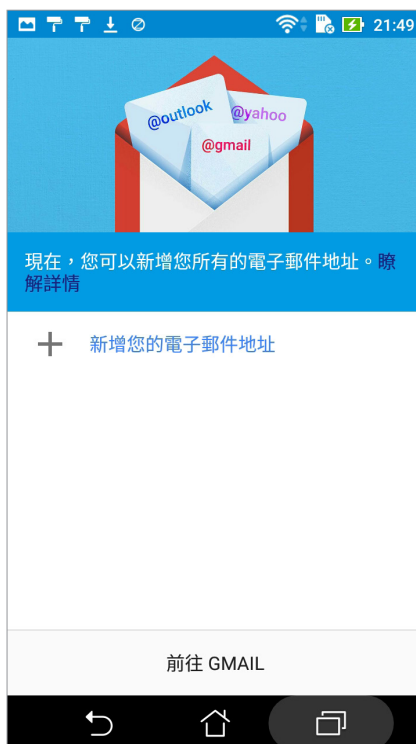 21:49
@outlook
@yahoo
@gmail
現在，您可以新增您所有的電子郵件地址。瞭
解詳情
新增您的電子郵件地址
前往 GMAIL